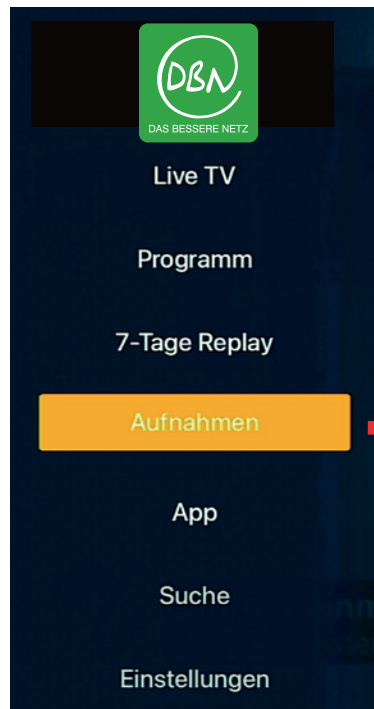 DBN
DAS BESSERE NETZ
Live TV
Programm
7-Tage Replay
Aufnahmen
App
Suche
Einstellungen